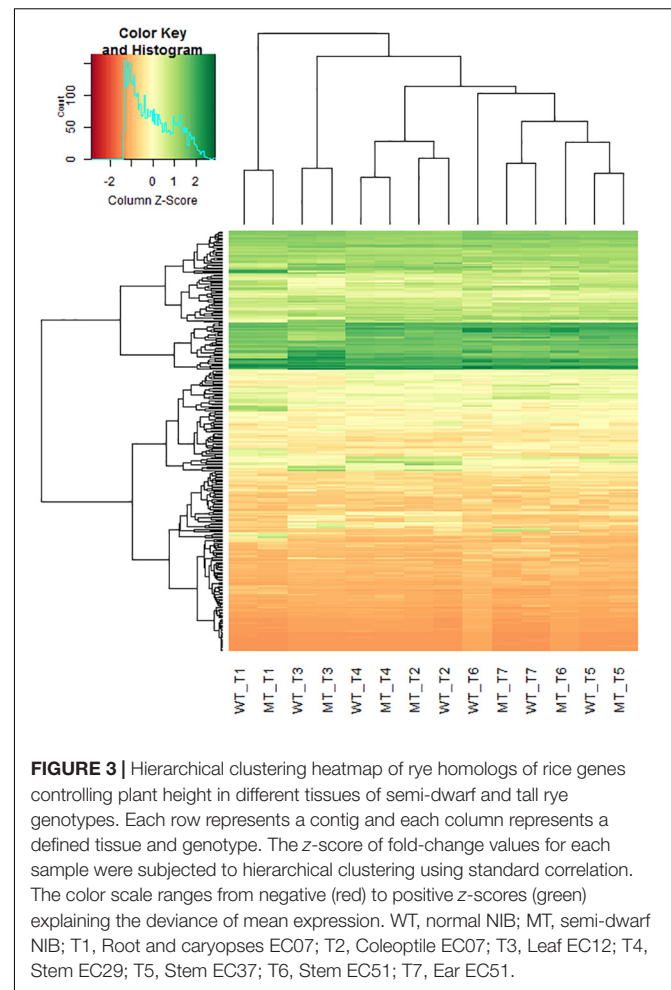 Color Key
and Histogram
Count
0 50 100
-2 0 2
Column Z-Score
WT_T1
MT_T1
WT_T3
MT_T3
WT_T4
MT_T4
MT_T2
WT_T2
WT_T6
MT_T7
WT_T7
MT_T6
WT_T5
MT_T5
FIGURE 3 | Hierarchical clustering heatmap of rye homologs of rice genes
controlling plant height in different tissues of semi-dwarf and tall rye
genotypes. Each row represents a contig and each column represents a
defined tissue and genotype. The z-score of fold-change values for each
sample were subjected to hierarchical clustering using standard correlation.
The color scale ranges from negative (red) to positive z-scores (green)
explaining the deviance of mean expression. WT, normal NIB; MT, semi-dwarf
NIB; T1, Root and caryopses EC07; T2, Coleoptile EC07; T3, Leaf EC12; T4,
Stem EC29; T5, Stem EC37; T6, Stem EC51; T7, Ear EC51.